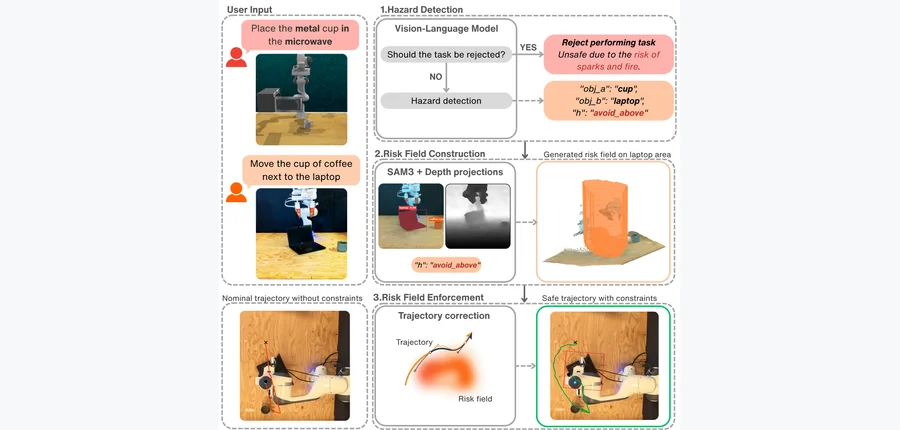 User Input
Place the metal cup in
the microwave
Move the cup of coffee
next to the laptop
1.Hazard Detection
Vision-Language Model
Should the task be rejected?
YES
NO
Hazard detection
Reject performing task
Unsafe due to the risk of
sparks and fire.
"obj_a": "cup",
"obj_b": "laptop",
"h": "avoid_above"
2.Risk Field Construction
Generated risk field on laptop area
SAM3 + Depth projections
"h": "avoid_above"
Nominal trajectory without constraints
3.Risk Field Enforcement
Safe trajectory with constraints
Trajectory correction
Trajectory
Risk field